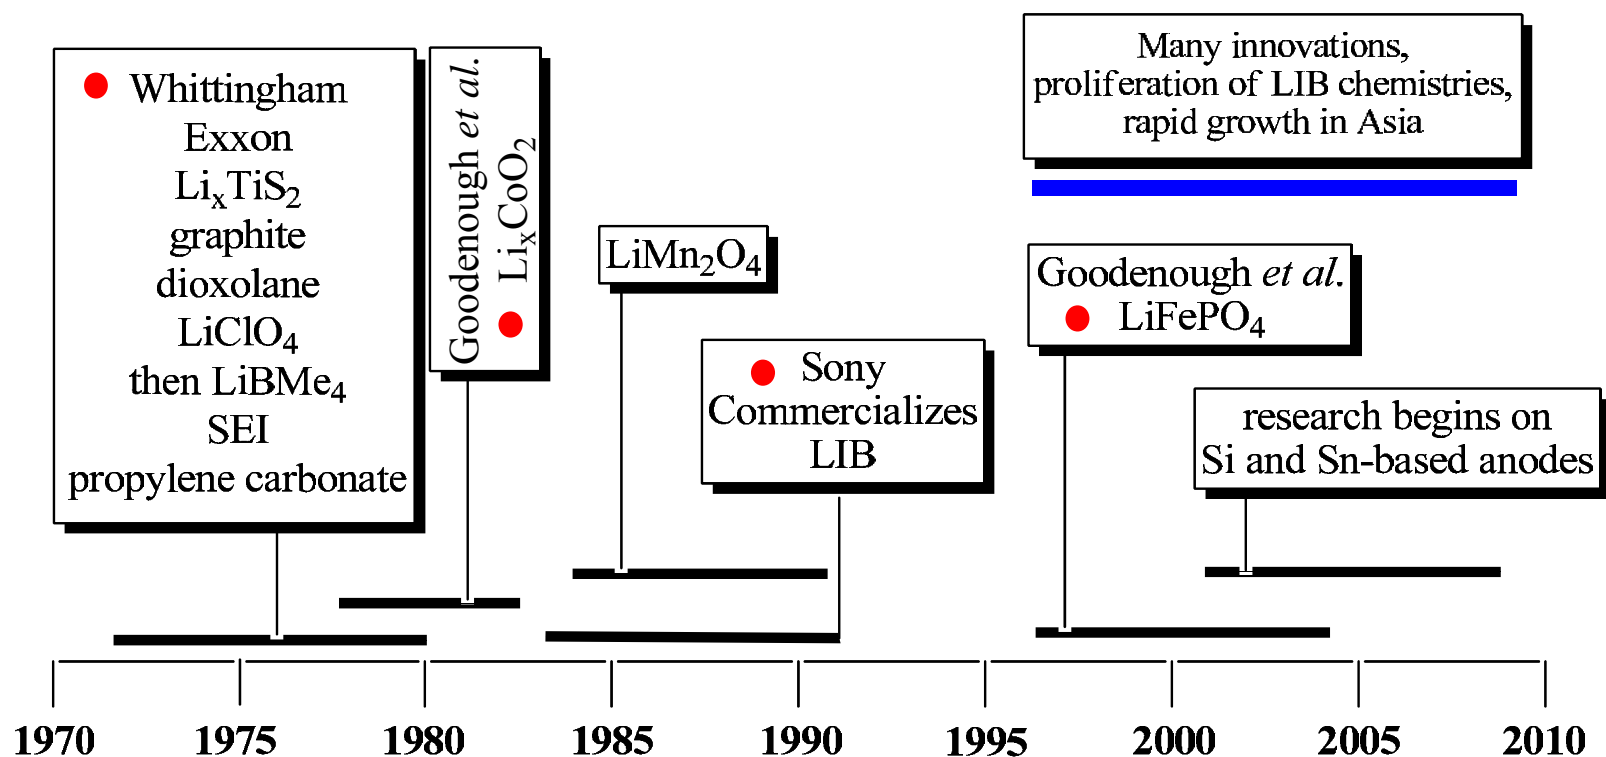 Whittingham
Exxon
LiₓTiS₂
graphite
dioxolane
LiClO₄
then LiBMe₄
SEI
propylene carbonate
Goodenough et al.
LiₓCoO₂
LiMn₂O₄
Sony
Commercializes
LIB
Many innovations,
proliferation of LIB chemistries,
rapid growth in Asia
Goodenough et al.
LiFePO₄
research begins on
Si and Sn-based anodes
1970 1975 1980 1985 1990 1995 2000 2005 2010